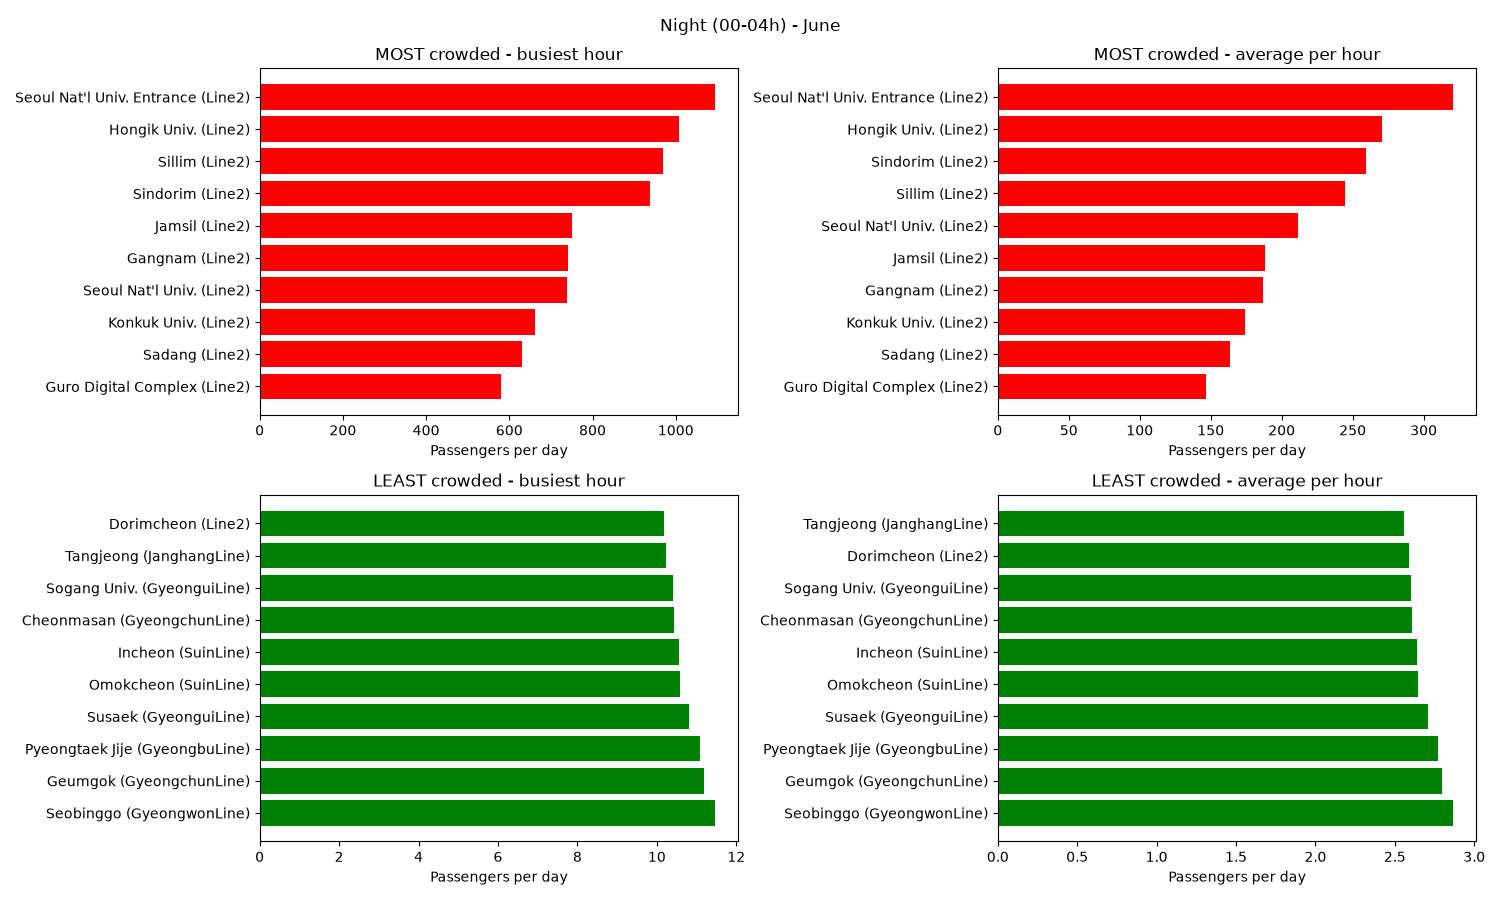 Night (00-04h) - June
MOST crowded - busiest hour
Seoul Nat'l Univ. Entrance (Line2)
Hongik Univ. (Line2)
Sillim (Line2)
Sindorim (Line2)
Jamsil (Line2)
Gangnam (Line2)
Seoul Nat'l Univ. (Line2)
Konkuk Univ. (Line2)
Sadang (Line2)
Guro Digital Complex (Line2)
0 200 400 600 800 1000
Passengers per day
MOST crowded - average per hour
Seoul Nat'l Univ. Entrance (Line2)
Hongik Univ. (Line2)
Sindorim (Line2)
Sillim (Line2)
Seoul Nat'l Univ. (Line2)
Jamsil (Line2)
Gangnam (Line2)
Konkuk Univ. (Line2)
Sadang (Line2)
Guro Digital Complex (Line2)
0 50 100 150 200 250 300
Passengers per day
LEAST crowded - busiest hour
Dorimcheon (Line2)
Tangjeong (JanghangLine)
Sogang Univ. (GyeonguiLine)
Cheonmasan (GyeongchunLine)
Incheon (SuinLine)
Omokcheon (SuinLine)
Susaek (GyeonguiLine)
Pyeongtaek Jije (GyeongbuLine)
Geumgok (GyeongchunLine)
Seobinggo (GyeongwonLine)
0 2 4 6 8 10 12
Passengers per day
LEAST crowded - average per hour
Tangjeong (JanghangLine)
Dorimcheon (Line2)
Sogang Univ. (GyeonguiLine)
Cheonmasan (GyeongchunLine)
Incheon (SuinLine)
Omokcheon (SuinLine)
Susaek (GyeonguiLine)
Pyeongtaek Jije (GyeongbuLine)
Geumgok (GyeongchunLine)
Seobinggo (GyeongwonLine)
0.0 0.5 1.0 1.5 2.0 2.5 3.0
Passengers per day